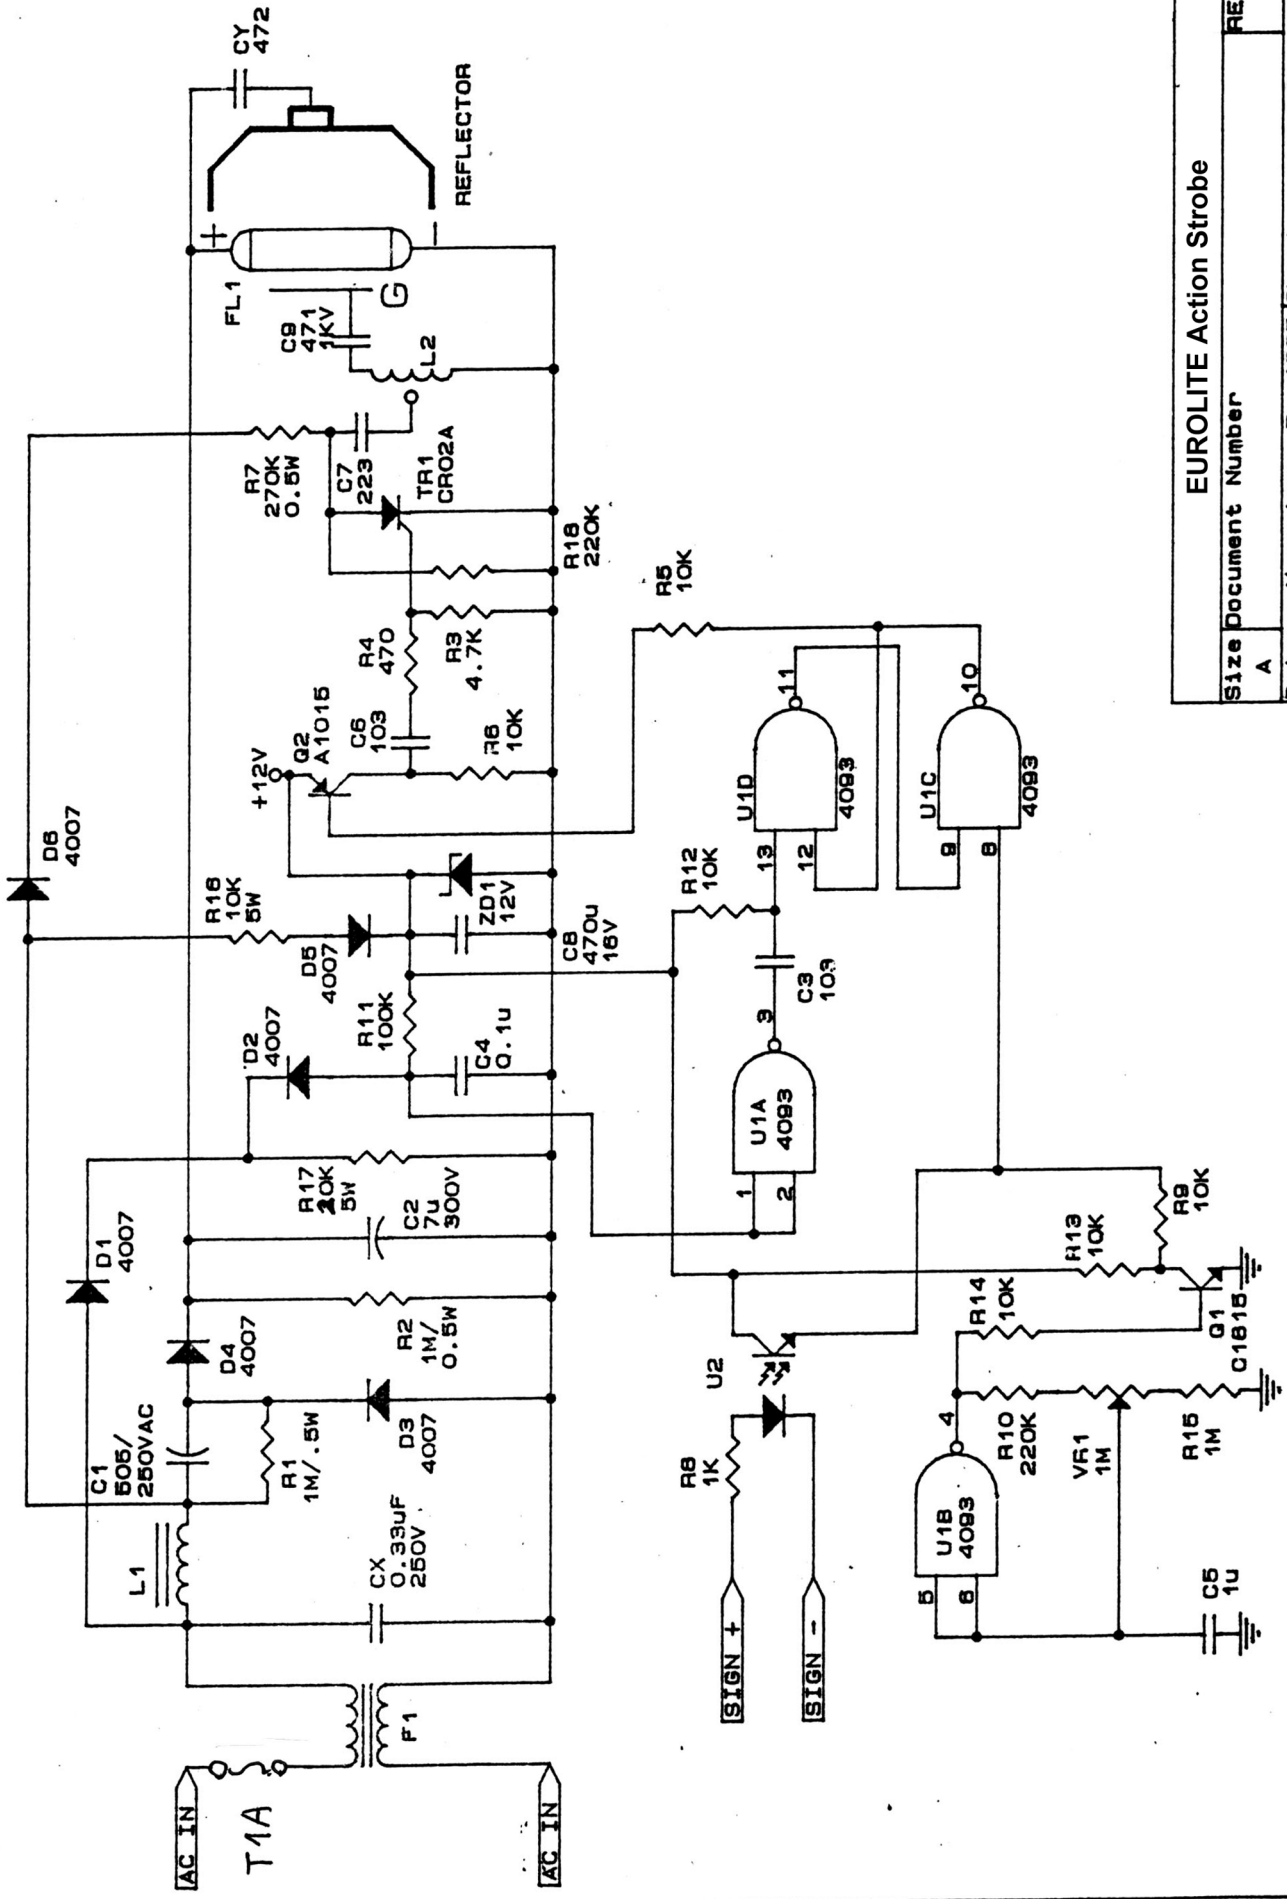 AC IN
T1A
AC IN
F1
L1
CX
0.33uF
250V
C1
505/
250VAC
R1
1M/.5W
D3
4007
D4
4007
D1
4007
R2
1M/
0.5W
C2
7u
300V
R17
20K
5W
D2
4007
C4
0.1u
R11
100K
D5
4007
R16
10K
5W
D6
4007
C8
470u
16V
ZD1
12V
+12V
Q2
A1015
C6
103
R6
10K
R4
470
R3
4.7K
R18
220K
TR1
CR02A
R7
270K
0.5W
C7
223
L2
C9
471
1KV
FL1
+
-
G
REFLECTOR
CY
472
R5
10K
U1D
4093
13
12
11
U1C
4093
9
8
10
R12
10K
C3
103
U1A
4093
1
2
3
SIGN +
SIGN -
R8
1K
U2
R13
10K
R9
10K
R14
10K
Q1
C1815
U1B
4093
5
6
4
R10
220K
VR1
1M
R15
1M
C5
1u
EUROLITE Action Strobe
Size
Document Number
RE
A